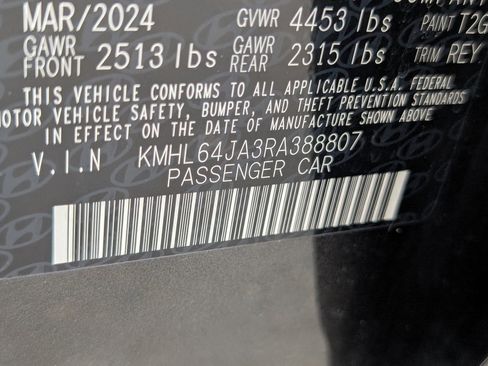 MAR/2024 GVWR 4453 lbs PAINT T2G
GAWR FRONT 2513 lbs GAWR REAR 2315 lbs TRIM REY
THIS VEHICLE CONFORMS TO ALL APPLICABLE U.S.A. FEDERAL
MOTOR VEHICLE SAFETY, BUMPER, AND THEFT PREVENTION STANDARDS
IN EFFECT ON THE DATE OF MANUFACTURE SHOWN ABOVE
V.I.N KMHL64JA3RA388807
PASSENGER CAR